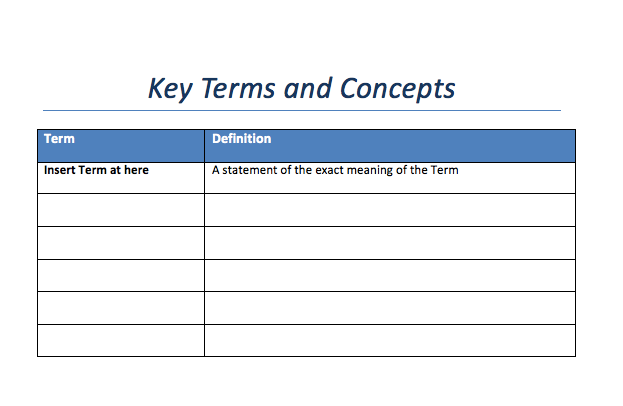 Key Terms and Concepts
Term Definition
Insert Term at here A statement of the exact meaning of the Term